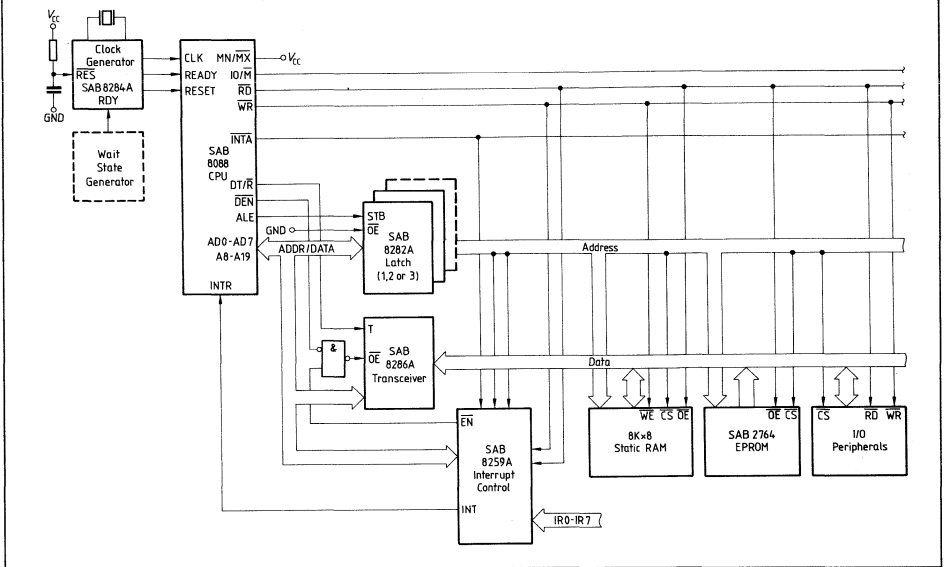 VCC
Clock
Generator
RES
SAB 8284A
RDY
GND
Wait
State
Generator
CLK MN/MX
VCC
READY IO/M
RESET RD
WR
INTA
SAB
8088
CPU
DT/R
DEN
ALE
AD0-AD7
A8-A19
INTR
ADDR/DATA
GND
STB
OE
SAB
8282A
Latch
(1,2 or 3)
Address
&
T
OE
SAB
8286A
Transceiver
Data
EN
SAB
8259A
Interrupt
Control
INT
IR0-IR7
WE CS OE
8K×8
Static RAM
OE CS
SAB 2764
EPROM
CS RD WR
I/O
Peripherals